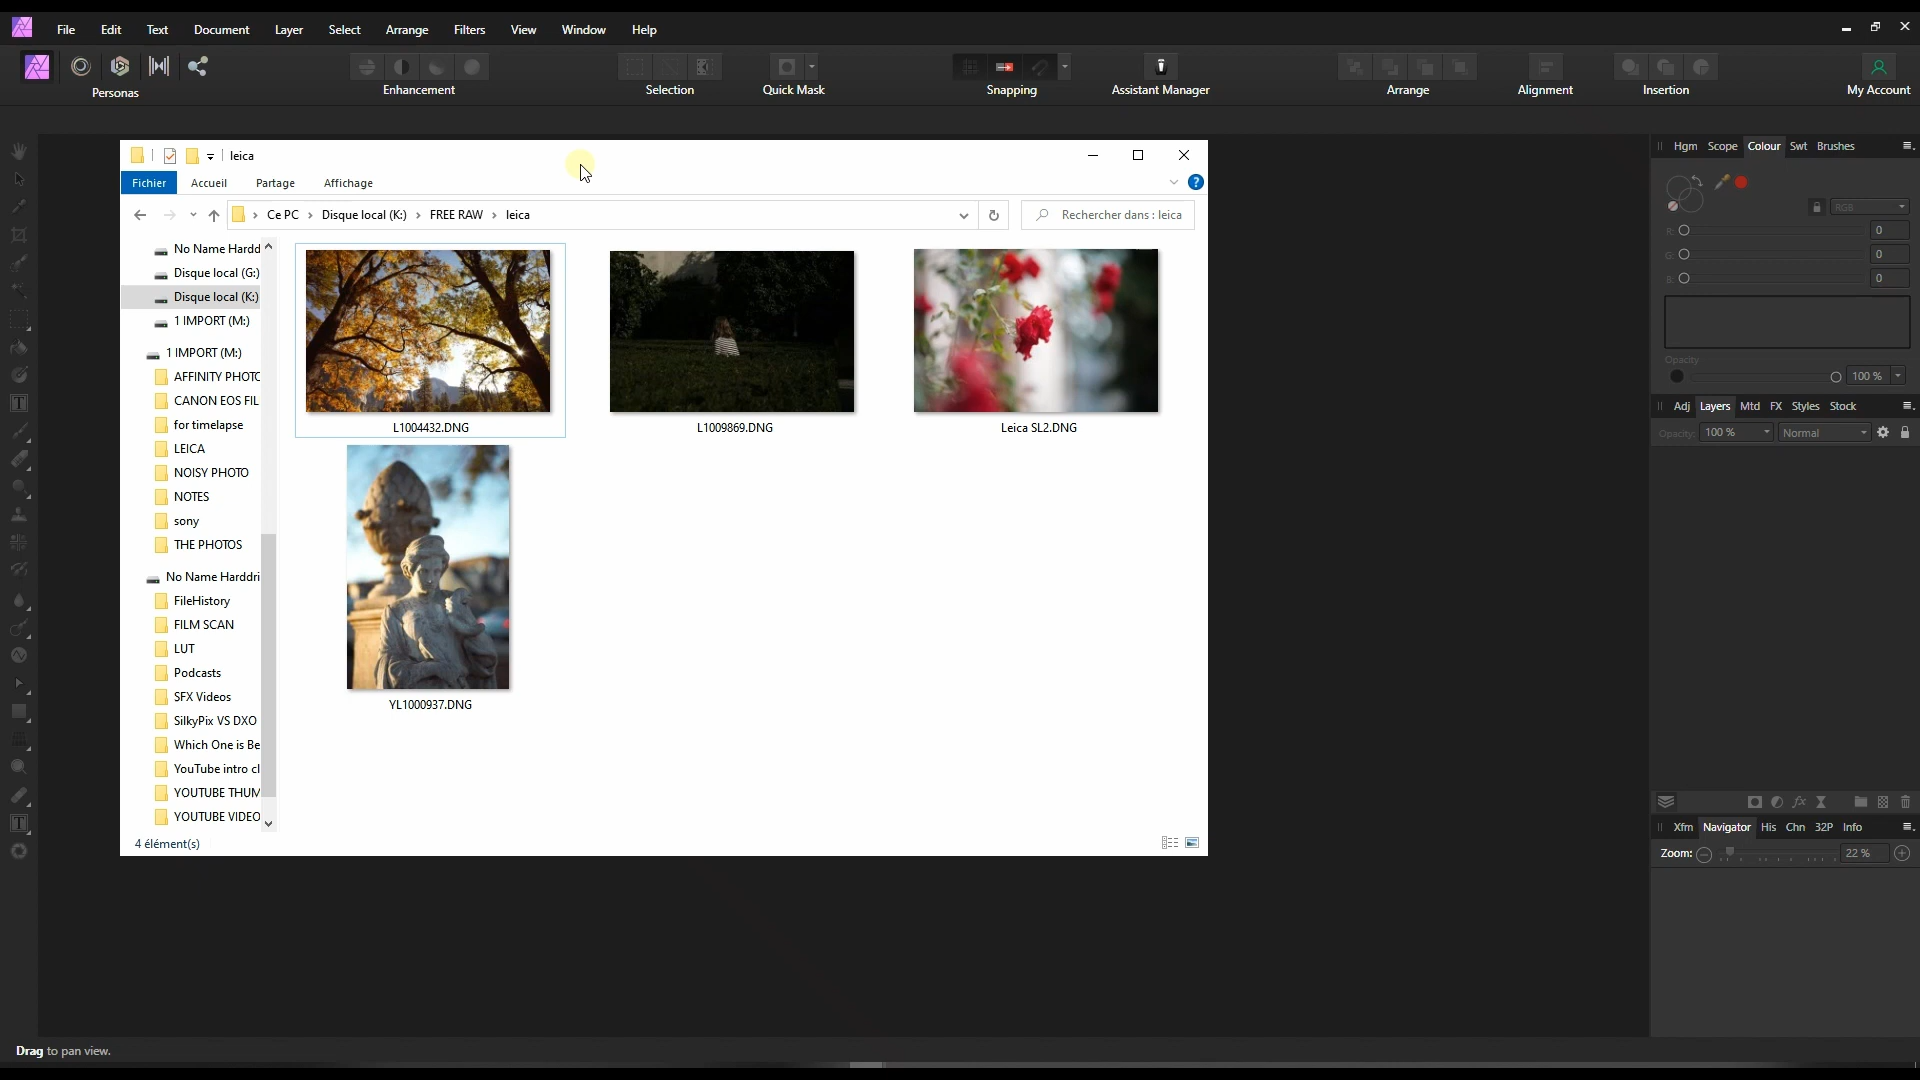 File Edit Text Document Layer Select Arrange Filters View Window Help
Personas Enhancement Selection Quick Mask Snapping Assistant Manager Arrange Alignment Insertion My Account
leica
Fichier Accueil Partage Affichage
Ce PC Disque local (K:) FREE RAW leica
Rechercher dans : leica
No Name Hardd
Disque local (G:)
Disque local (K:)
1 IMPORT (M:)
1 IMPORT (M:)
AFFINITY PHOTO
CANON EOS FIL
for timelapse
LEICA
NOISY PHOTO
NOTES
sony
THE PHOTOS
No Name Harddri
FileHistory
FILM SCAN
LUT
Podcasts
SFX Videos
SilkyPix VS DXO
Which One is Be
YouTube intro cl
YOUTUBE THUM
YOUTUBE VIDEO
L1004432.DNG
L1009869.DNG
Leica SL2.DNG
YL1000937.DNG
4 élément(s)
Hgm Scope Colour Swt Brushes
RGB
R: 0
G: 0
B: 0
Opacity
100 %
Adj Layers Mtd FX Styles Stock
Opacity: 100 % Normal
Xfm Navigator His Chn 32P Info
Zoom: 22 %
Drag to pan view.